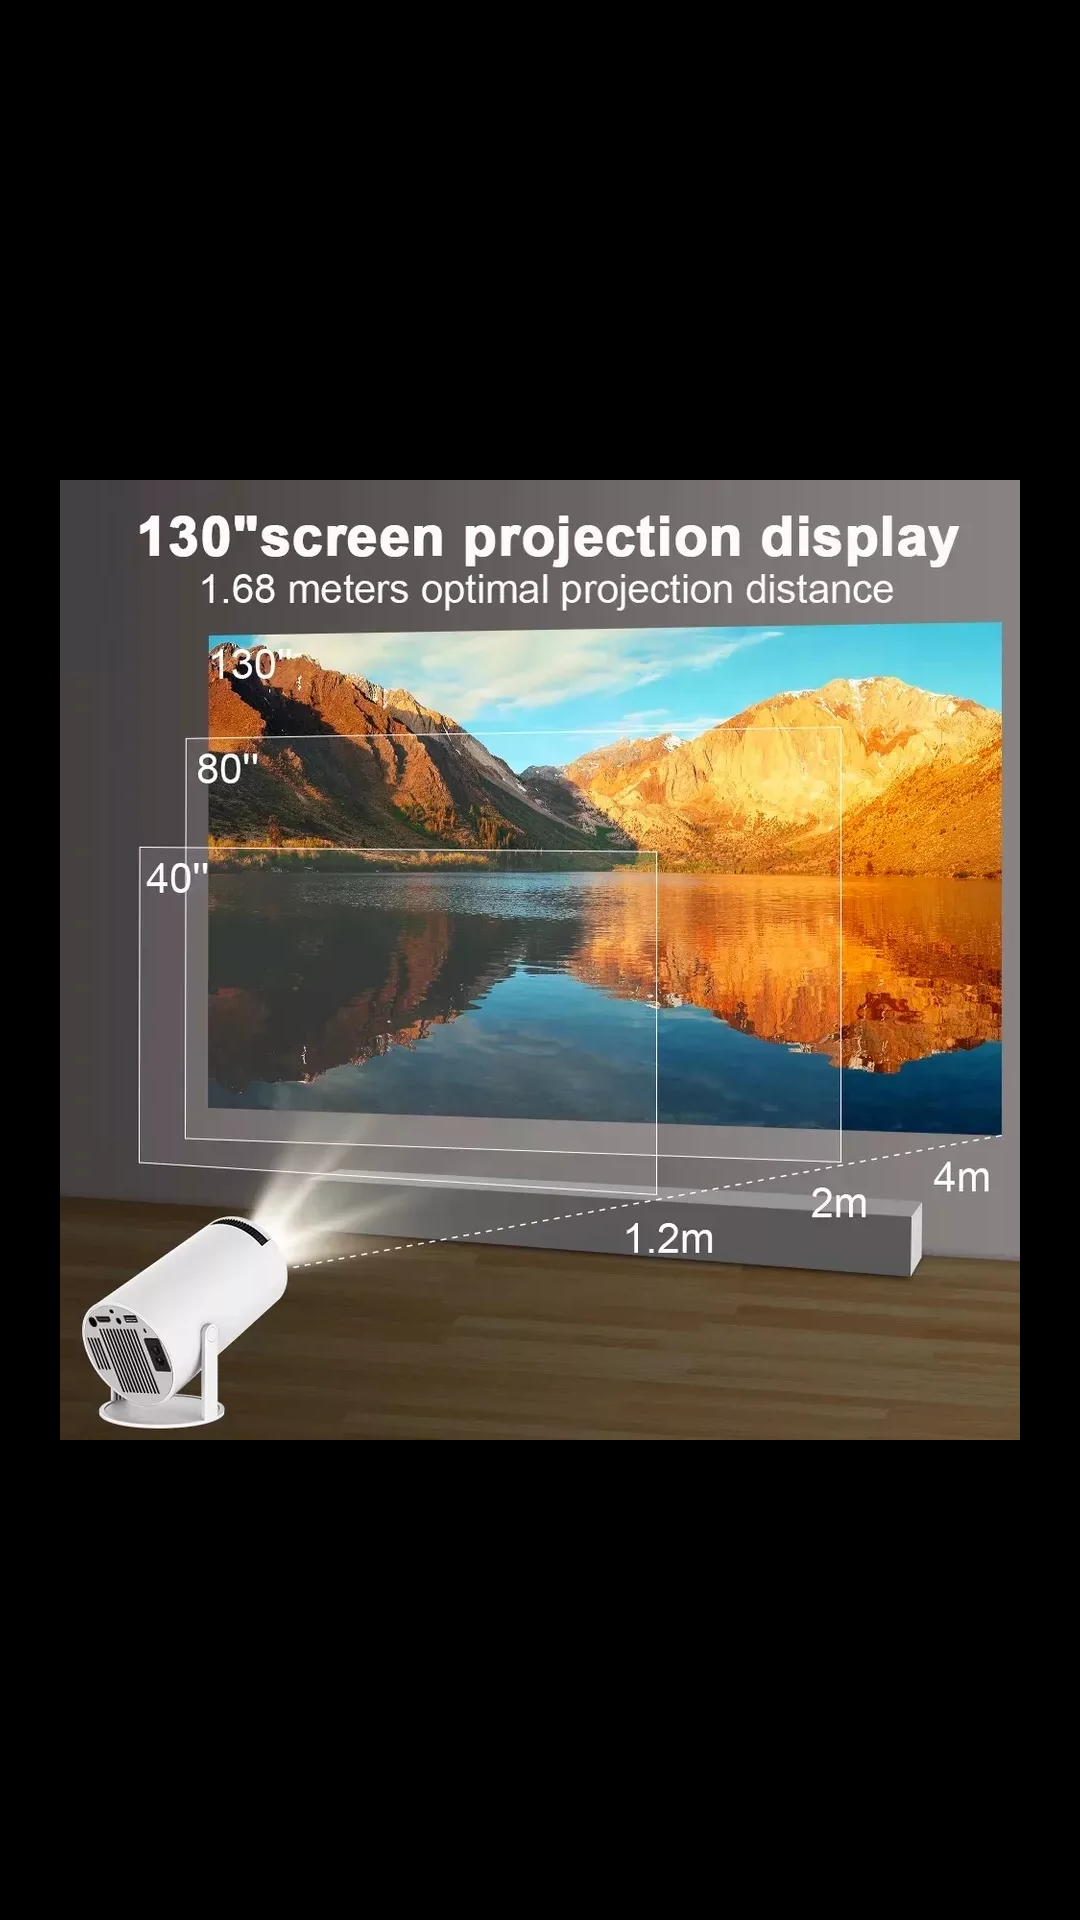 130"screen projection display
1.68 meters optimal projection distance
130"
80"
40"
4m
2m
1.2m